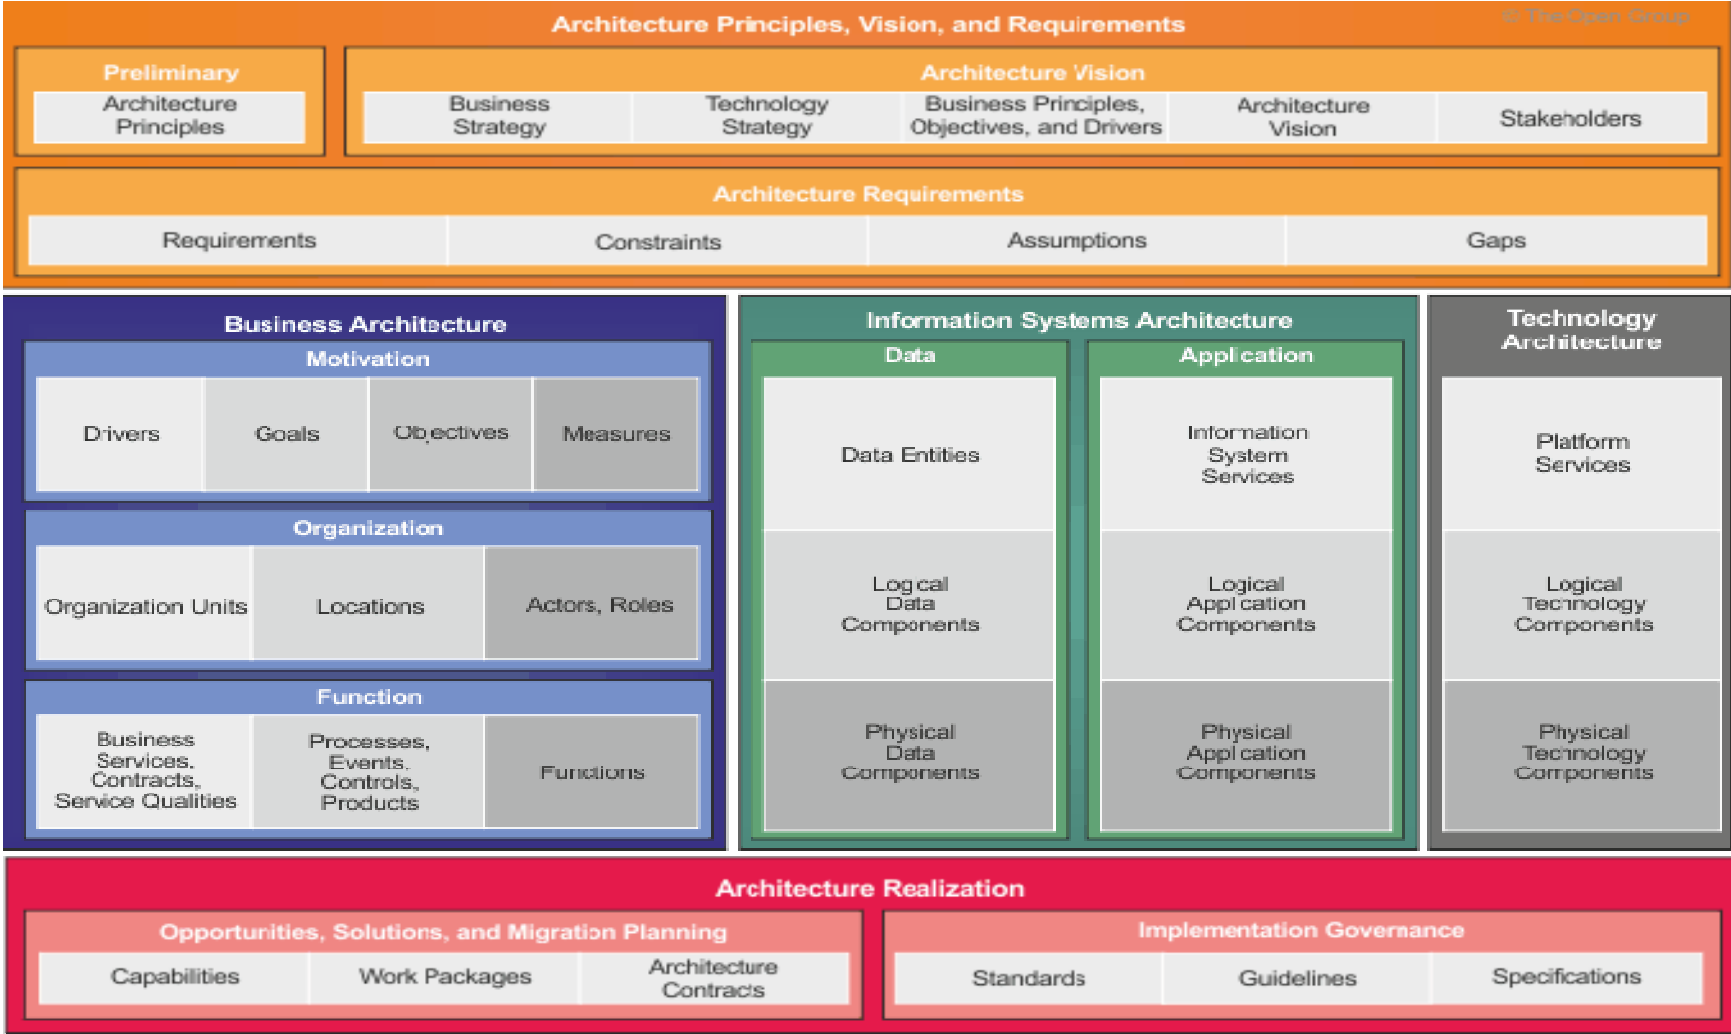 © The Open Group
Architecture Principles, Vision, and Requirements
Preliminary
Architecture
Principles
Architecture Vision
Business
Strategy
Technology
Strategy
Business Principles,
Objectives, and Drivers
Architecture
Vision
Stakeholders
Architecture Requirements
Requirements
Constraints
Assumptions
Gaps
Business Architecture
Motivation
Drivers
Goals
Objectives
Measures
Organization
Organization Units
Locations
Actors, Roles
Function
Business
Services,
Contracts,
Service Qualities
Processes,
Events,
Controls,
Products
Functions
Information Systems Architecture
Data
Data Entities
Logical
Data
Components
Physical
Data
Components
Application
Information
System
Services
Logical
Application
Components
Physical
Application
Components
Technology
Architecture
Platform
Services
Logical
Technology
Components
Physical
Technology
Components
Architecture Realization
Opportunities, Solutions, and Migration Planning
Capabilities
Work Packages
Architecture
Contracts
Implementation Governance
Standards
Guidelines
Specifications